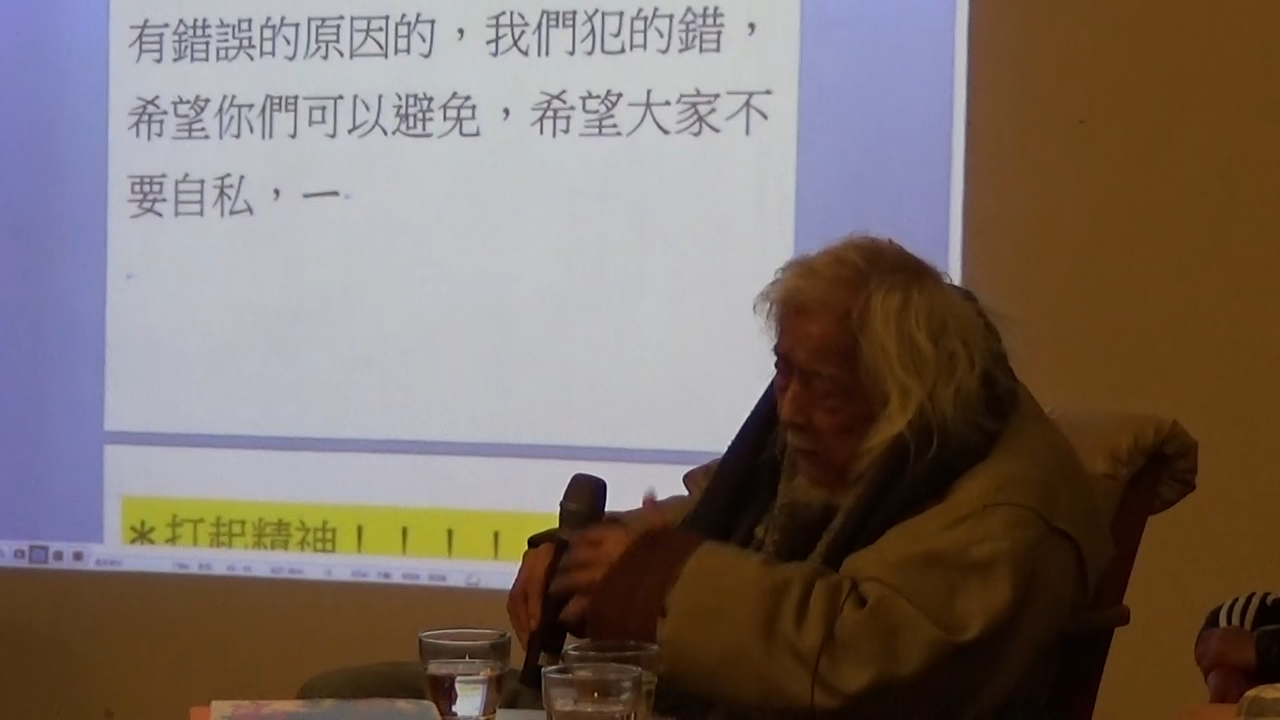 有錯誤的原因的，我們犯的錯，
希望你們可以避免，希望大家不
要自私，一
＊打起精神！！！！